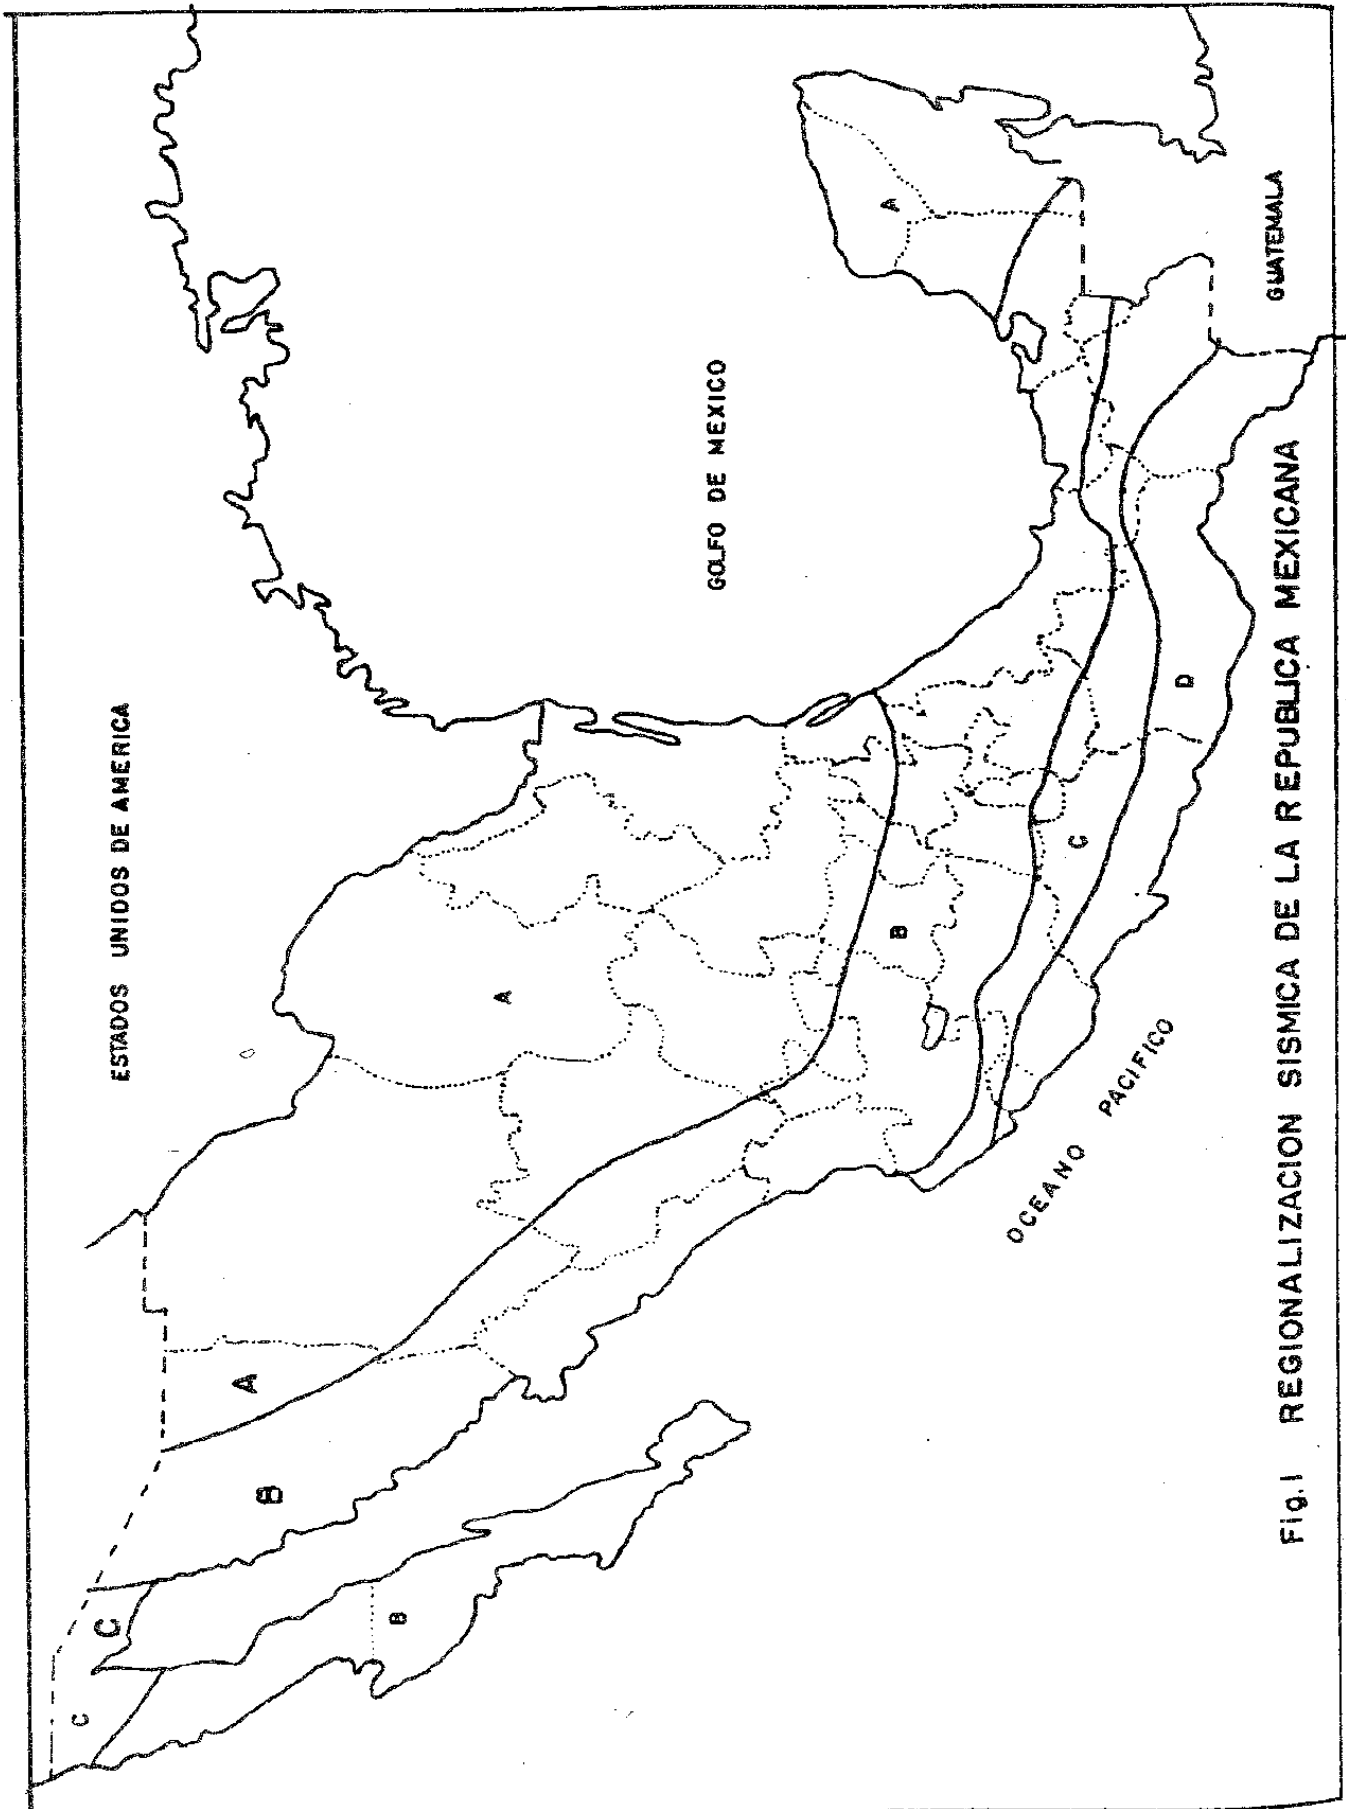 ESTADOS UNIDOS DE AMERICA
C
C
B
A
A
B
B
A
C
D
GOLFO DE MEXICO
OCEANO PACIFICO
GUATEMALA
Fig.1 REGIONALIZACION SISMICA DE LA REPUBLICA MEXICANA